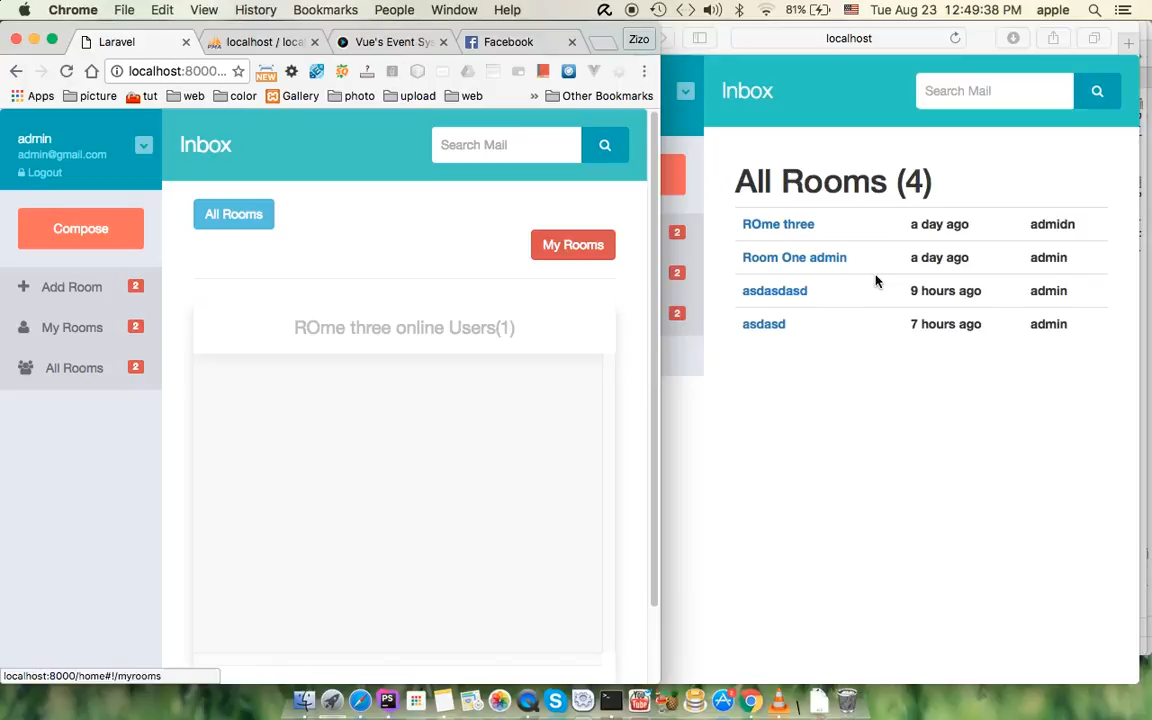 Chrome File Edit View History Bookmarks People Window Help 81% Tue Aug 23 12:49:38 PM apple
Laravel localhost / loca Vue's Event Sys Facebook Zizo localhost
localhost:8000... NEW
Apps picture tut web color Gallery photo upload web » Other Bookmarks
admin
admin@gmail.com
Logout
Inbox
Search Mail
Compose
Add Room 2
My Rooms 2
All Rooms 2
All Rooms
My Rooms
ROme three online Users(1)
localhost:8000/home#!/myrooms
Inbox
Search Mail
2
2
2
All Rooms (4)
ROme three a day ago admidn
Room One admin a day ago admin
asdasdasd 9 hours ago admin
asdasd 7 hours ago admin